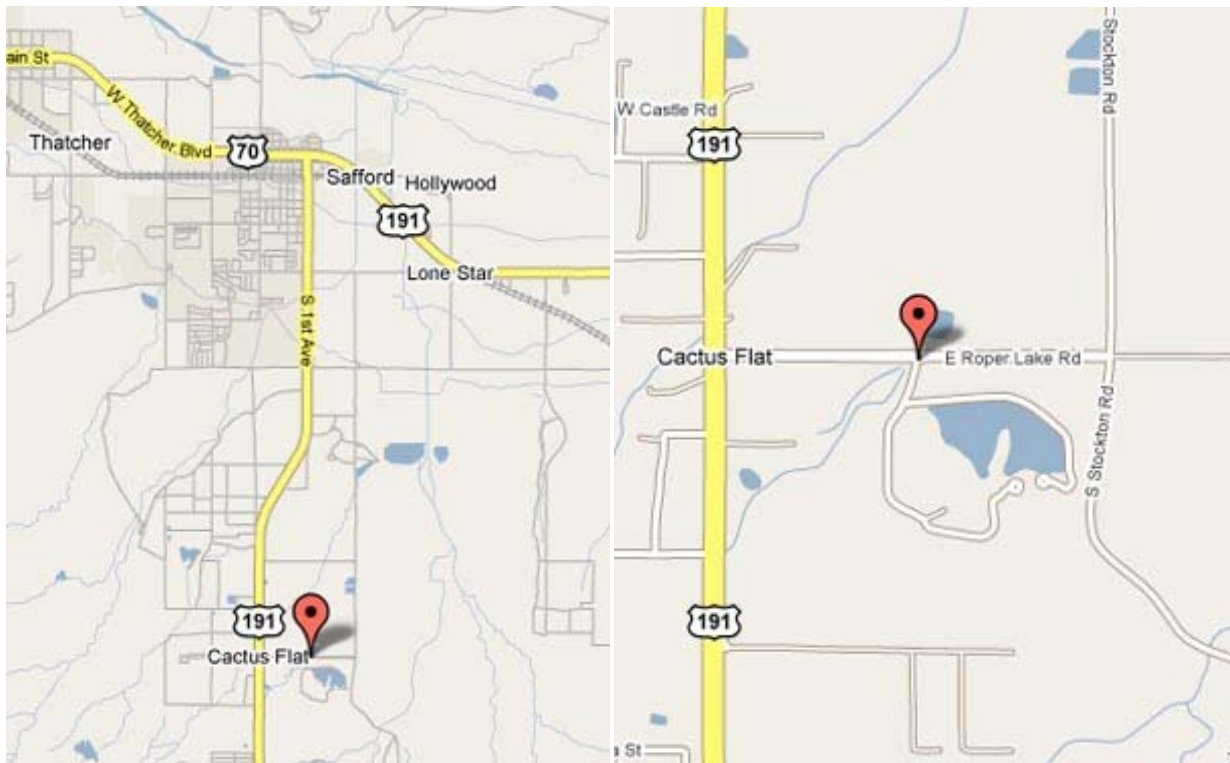 ain St
W Thatcher Blvd
Thatcher
70
Safford
Hollywood
191
Lone Star
S 1st Ave
191
Cactus Flat
Stockton Rd
W Castle Rd
191
Cactus Flat
E Roper Lake Rd
S Stockton Rd
191
a St